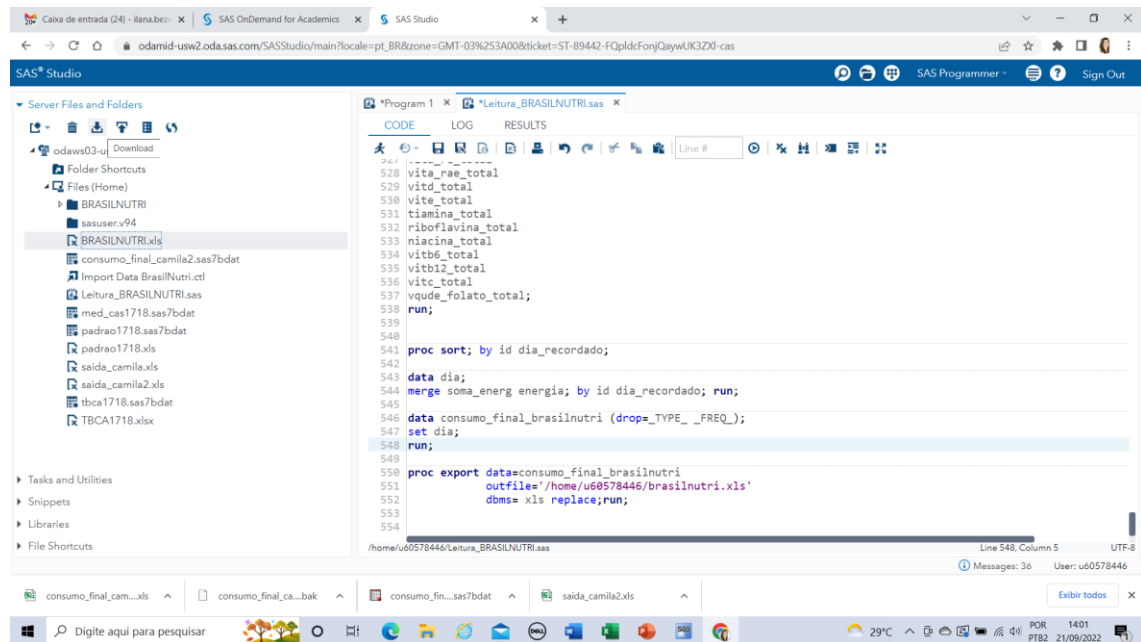 Caixa de entrada (24) - ilana.bez
SAS OnDemand for Academics
SAS Studio
odamid-usw2.oda.sas.com/SASStudio/main?locale=pt_BR&zone=GMT-03%253A00&ticket=ST-89442-FQpldcFonjQaywUK3ZXl-cas
SAS® Studio
SAS Programmer
Sign Out
Server Files and Folders
Download
odaws03-u
Folder Shortcuts
Files (Home)
BRASILNUTRI
sasuser.v94
BRASILNUTRI.xls
consumo_final_camila2.sas7bdat
Import Data BrasilNutri.ctl
Leitura_BRASILNUTRI.sas
med_cas1718.sas7bdat
padrao1718.sas7bdat
padrao1718.xls
saida_camila.xls
saida_camila2.xls
tbca1718.sas7bdat
TBCA1718.xlsx
Tasks and Utilities
Snippets
Libraries
File Shortcuts
*Program 1
*Leitura_BRASILNUTRI.sas
CODE LOG RESULTS
Line #
528 vita_rae_total
529 vitd_total
530 vite_total
531 tiamina_total
532 riboflavina_total
533 niacina_total
534 vitb6_total
535 vitb12_total
536 vitc_total
537 vqude_folato_total;
538 run;
539
540
541 proc sort; by id dia_recordado;
542
543 data dia;
544 merge soma_energ energia; by id dia_recordado; run;
545
546 data consumo_final_brasilnutri (drop=_TYPE_ _FREQ_);
547 set dia;
548 run;
549
550 proc export data=consumo_final_brasilnutri
551 outfile='/home/u60578446/brasilnutri.xls'
552 dbms= xls replace;run;
553
554
/home/u60578446/Leitura_BRASILNUTRI.sas
Line 548, Column 5
UTF-8
Messages: 36
User: u60578446
consumo_final_cam....xls
consumo_final_ca....bak
consumo_fin....sas7bdat
saida_camila2.xls
Exibir todos
Digite aqui para pesquisar
DELL
29°C
POR
PTB2
14:01
21/09/2022